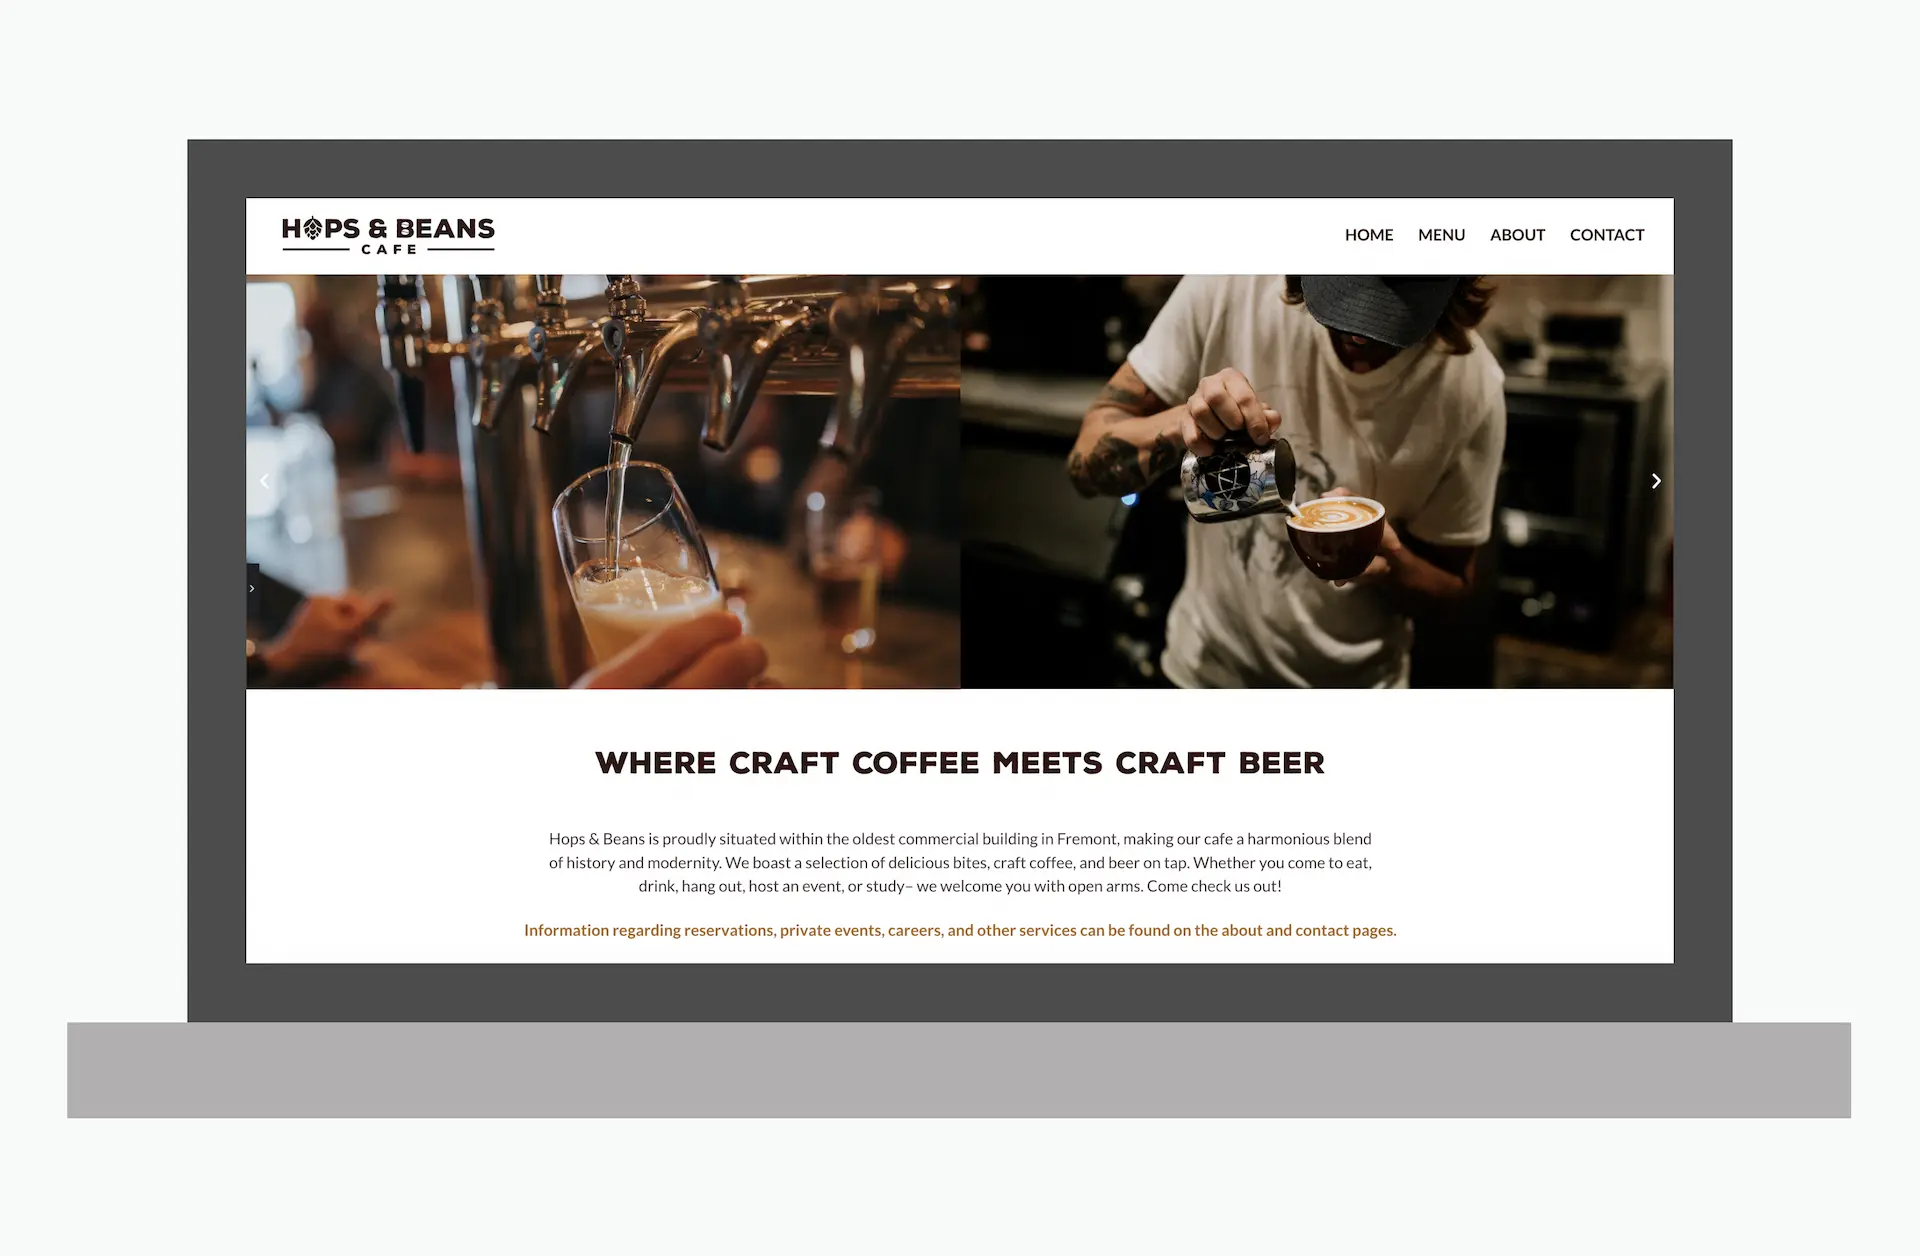 HOPS & BEANS
CAFE
HOME MENU ABOUT CONTACT
WHERE CRAFT COFFEE MEETS CRAFT BEER
Hops & Beans is proudly situated within the oldest commercial building in Fremont, making our cafe a harmonious blend
of history and modernity. We boast a selection of delicious bites, craft coffee, and beer on tap. Whether you come to eat,
drink, hang out, host an event, or study– we welcome you with open arms. Come check us out!
Information regarding reservations, private events, careers, and other services can be found on the about and contact pages.